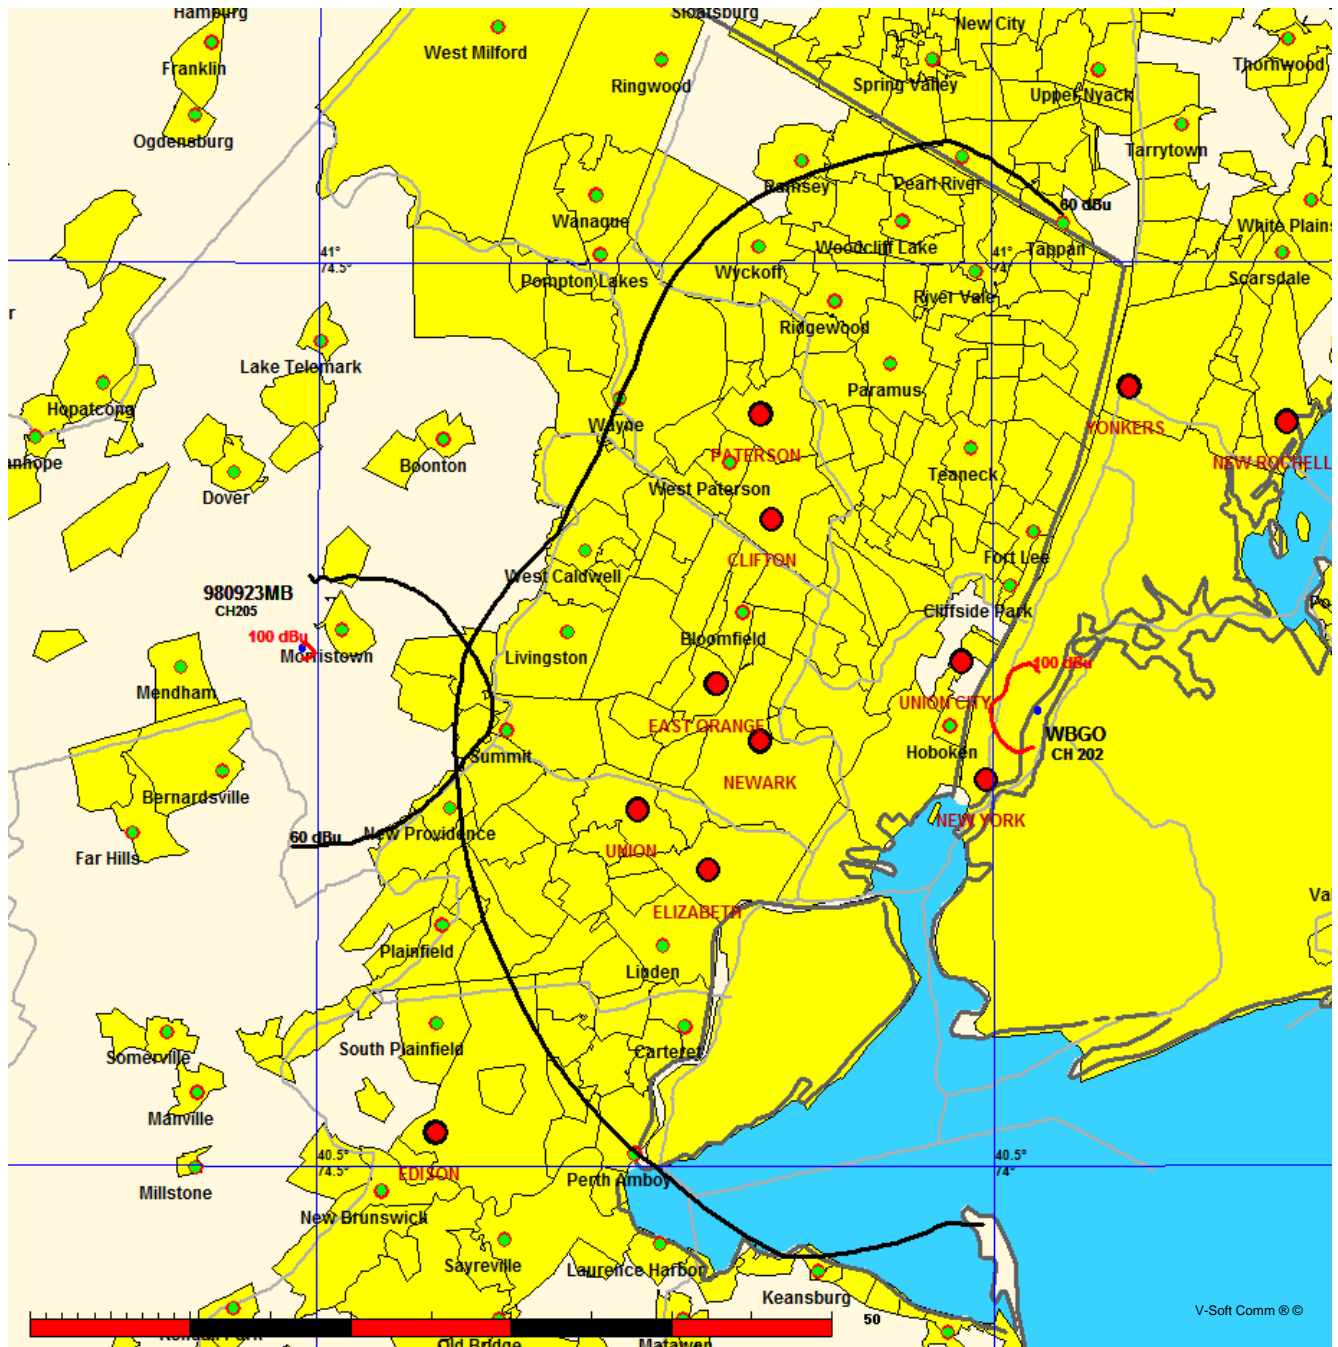 Hamburg
Sloatsburg
New City
West Milford
Franklin
Ringwood
Spring Valley
Thornwood
Upper Nyack
Ogdensburg
Tarrytown
Ramsey
Pearl River
60 dBu
Wanaque
White Plains
Woodcliff Lake
Tappan
41°
74.5°
41°
74°
Wyckoff
Pompton Lakes
Scarsdale
River Vale
Ridgewood
r
Lake Telemark
Paramus
Hopatcong
Wayne
YONKERS
PATERSON
NEW ROCHELL
nhope
Boonton
Teaneck
West Paterson
Dover
CLIFTON
Fort Lee
West Caldwell
980923MB
CH205
Cliffside Park
Po
100 dBu
Bloomfield
Morristown
Livingston
100 dBu
Mendham
UNION CITY
EAST ORANGE
WBGO
CH 202
Hoboken
Summit
NEWARK
Bernardsville
NEW YORK
60 dBu
New Providence
UNION
Far Hills
Va
ELIZABETH
Plainfield
Linden
South Plainfield
Carteret
Somerville
Manville
40.5°
74.5°
40.5°
74°
EDISON
Perth Amboy
Millstone
New Brunswick
Sayreville
Laurence Harbor
Keansburg
V-Soft Comm ® ©
50
Kendall Park
Old Bridge
Matawan